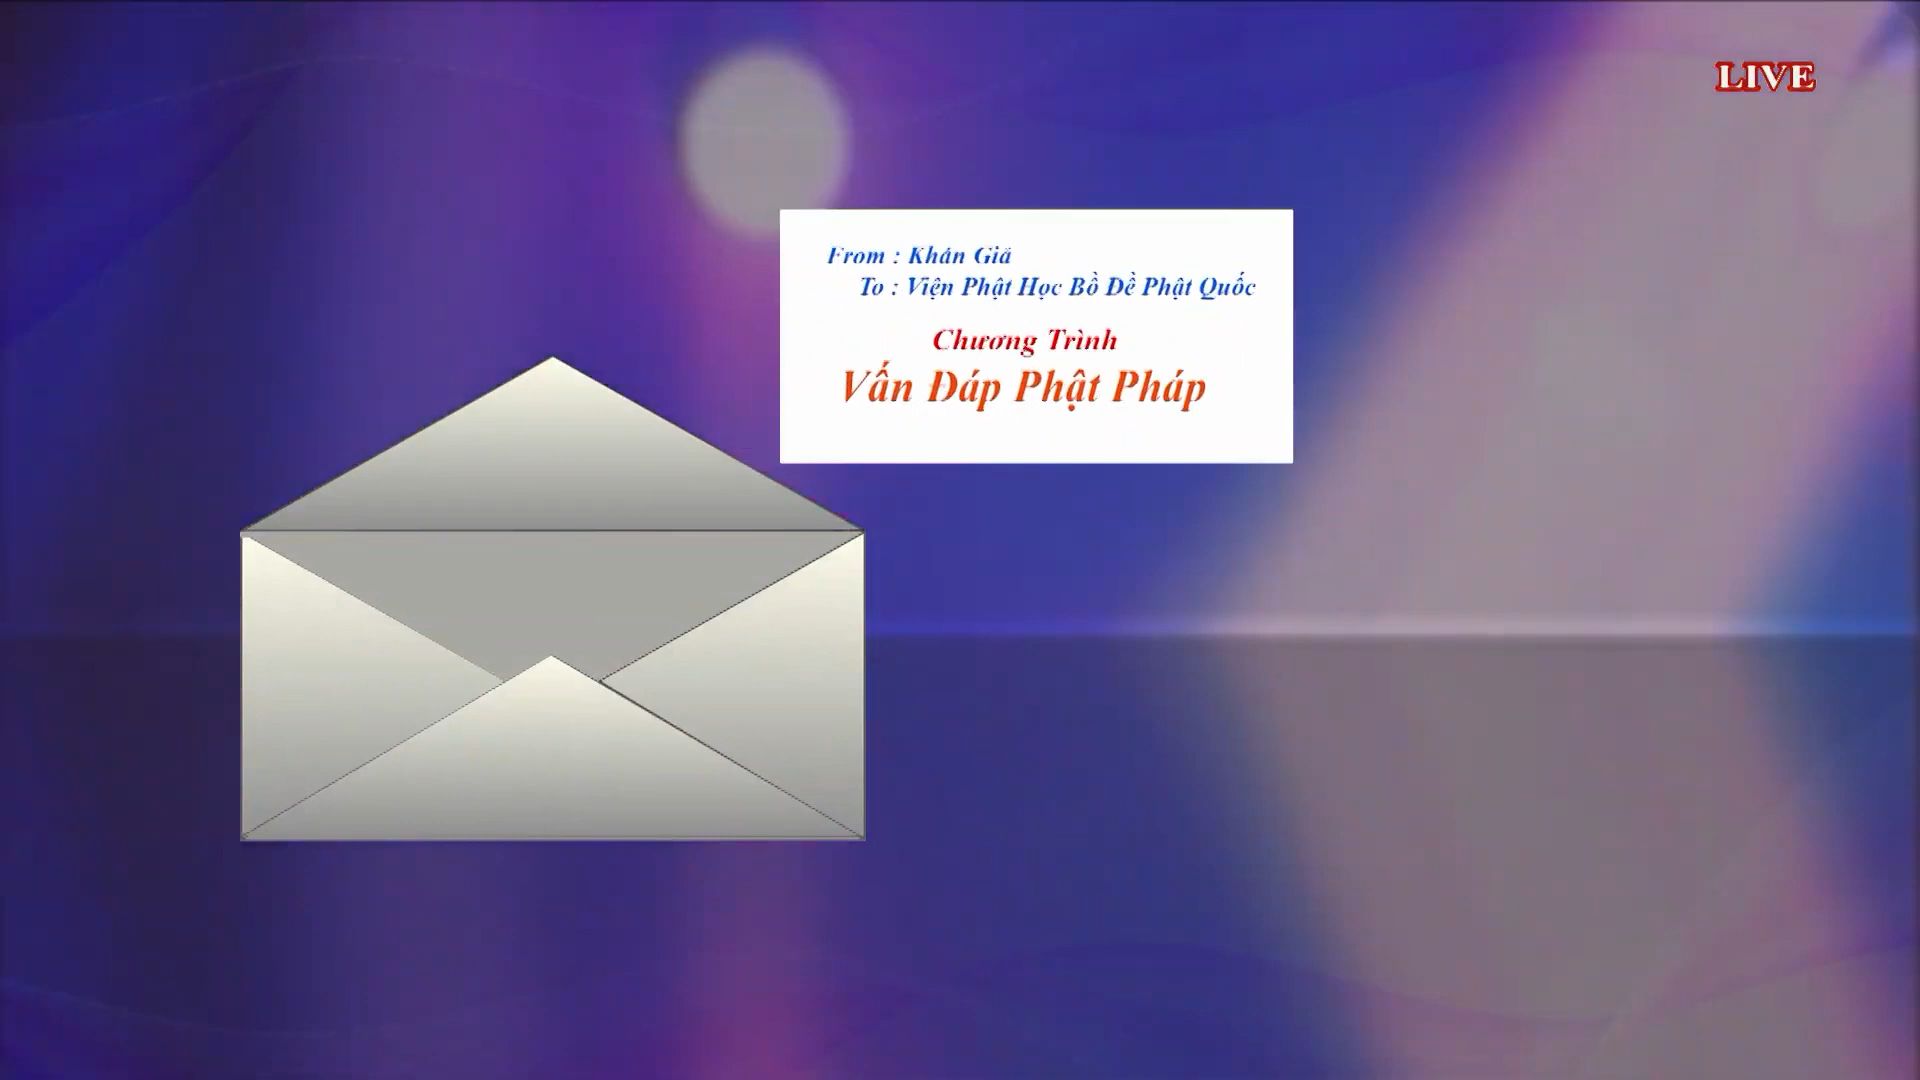 LIVE
From : Khán Giả
To : Viện Phật Học Bồ Đề Phật Quốc
Chương Trình
Vấn Đáp Phật Pháp